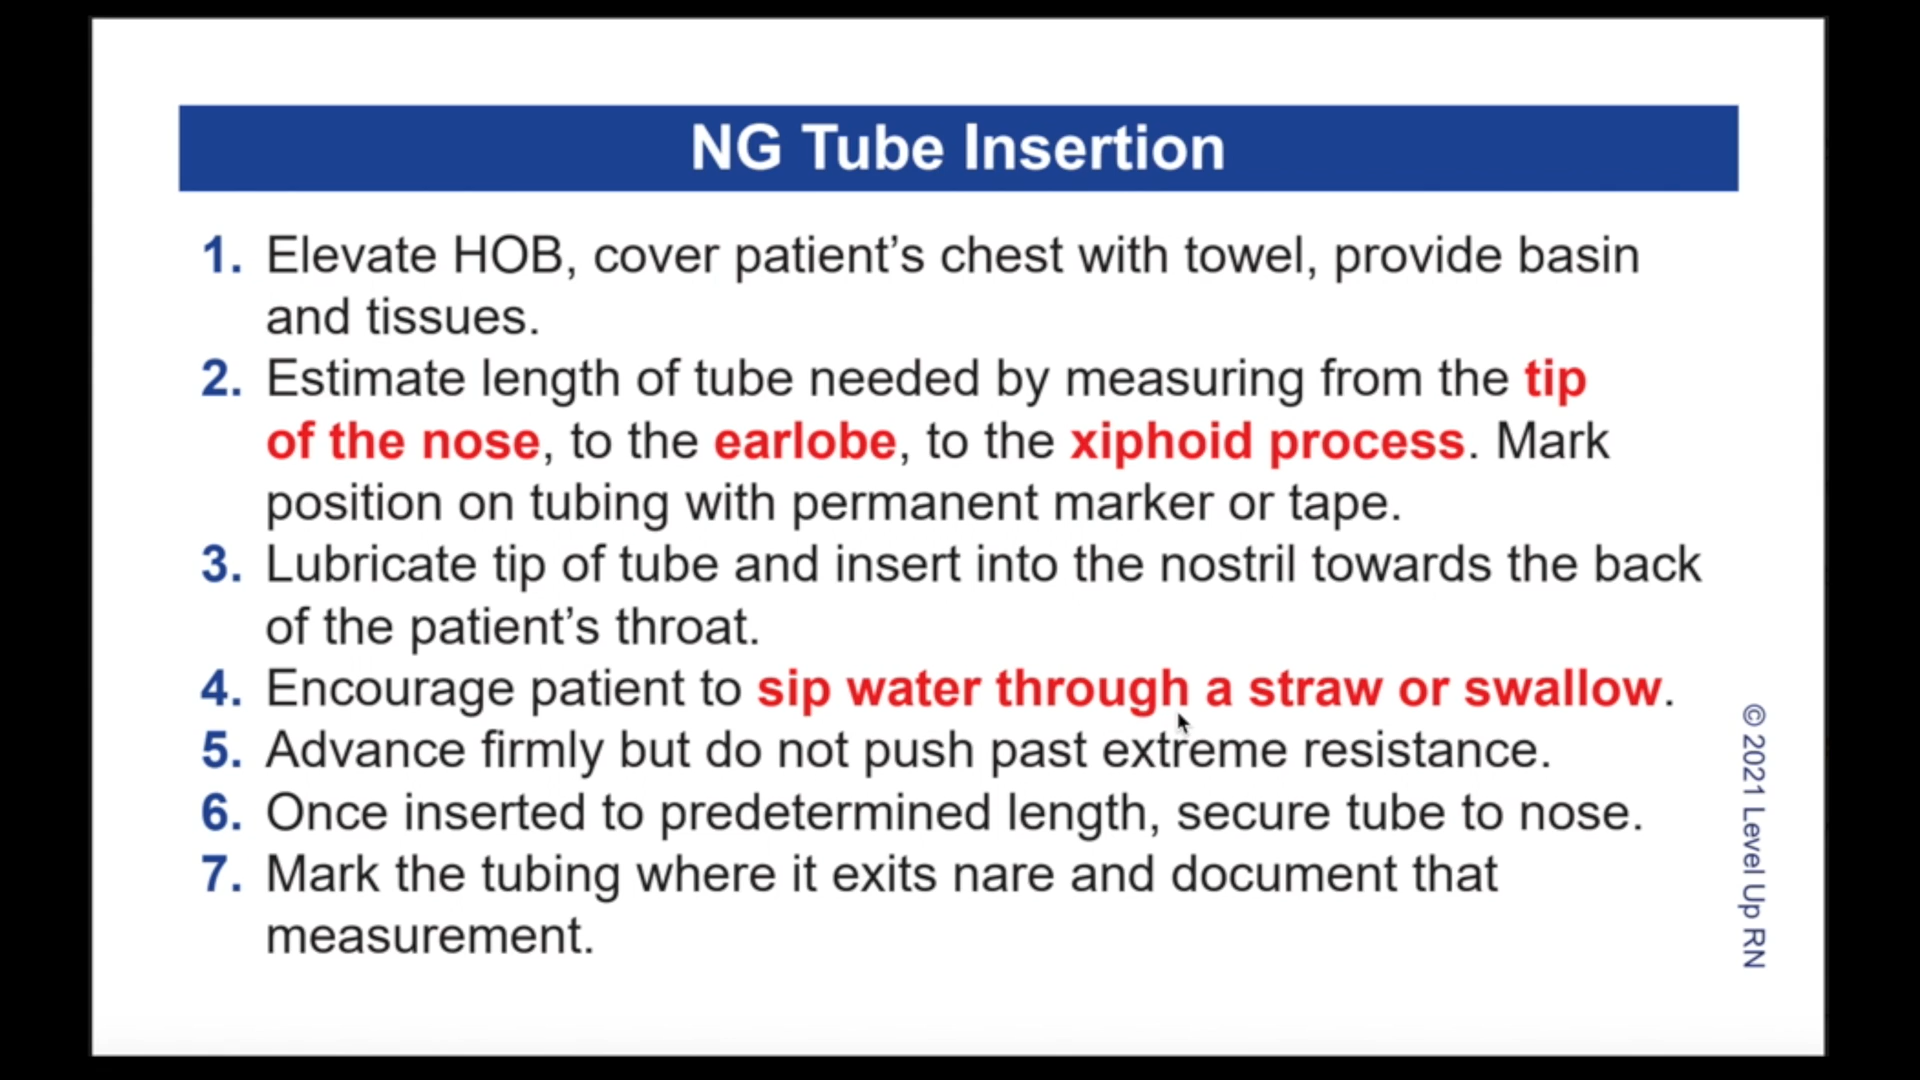 NG Tube Insertion
1. Elevate HOB, cover patient’s chest with towel, provide basin
and tissues.
2. Estimate length of tube needed by measuring from the tip
of the nose, to the earlobe, to the xiphoid process. Mark
position on tubing with permanent marker or tape.
3. Lubricate tip of tube and insert into the nostril towards the back
of the patient’s throat.
4. Encourage patient to sip water through a straw or swallow.
5. Advance firmly but do not push past extreme resistance.
6. Once inserted to predetermined length, secure tube to nose.
7. Mark the tubing where it exits nare and document that
measurement.
© 2021 Level Up RN